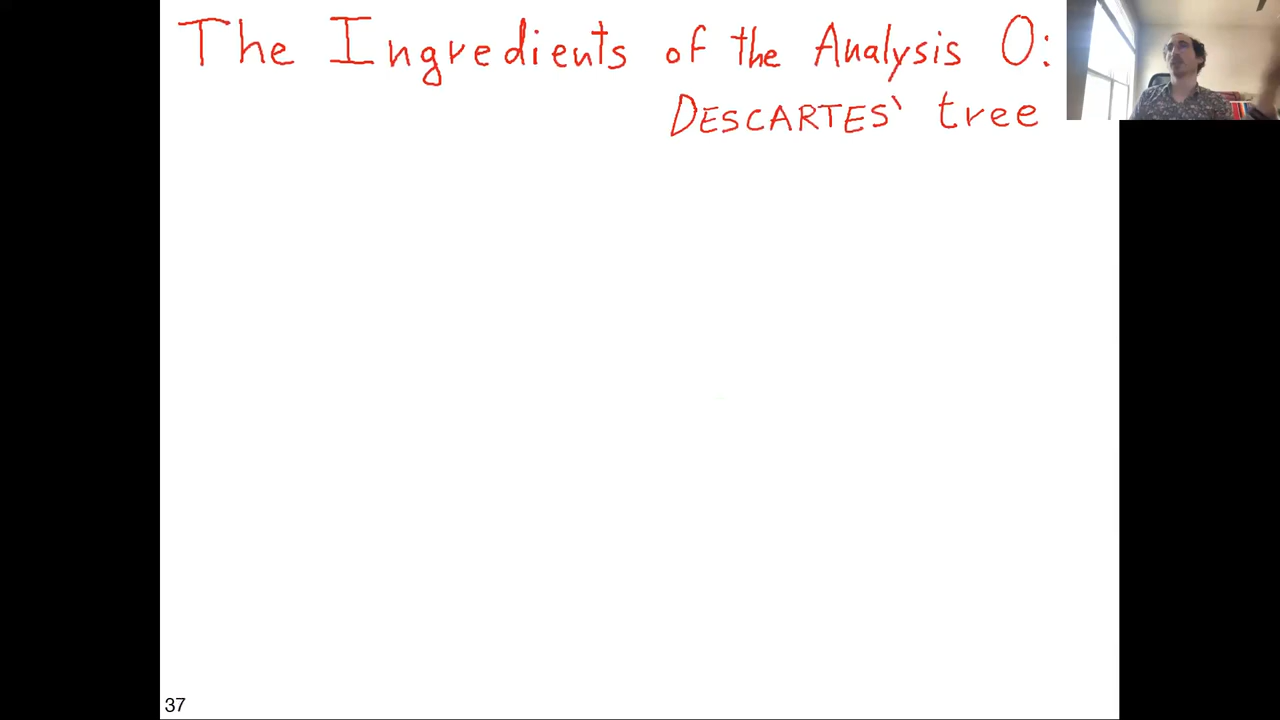 The Ingredients of the Analysis 0:
DESCARTES' tree
37